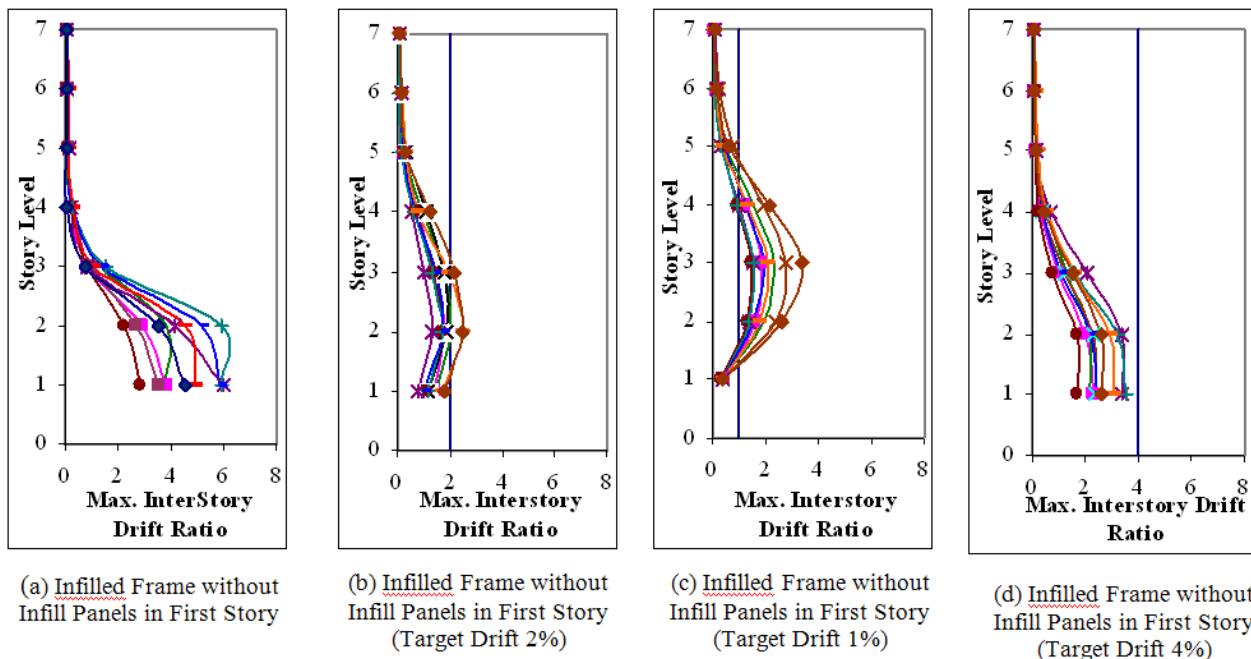 7
6
5
4
3
2
1
0
Story Level
0 2 4 6 8
Max. InterStory
Drift Ratio
(a) Infilled Frame without
Infill Panels in First Story
7
6
5
4
3
2
1
0
Story Level
0 2 4 6 8
Max. Interstory
Drift Ratio
(b) Infilled Frame without
Infill Panels in First Story
(Target Drift 2%)
7
6
5
4
3
2
1
0
Story Level
0 2 4 6 8
Max. Interstory
Drift Ratio
(c) Infilled Frame without
Infill Panels in First Story
(Target Drift 1%)
7
6
5
4
3
2
1
0
Story Level
0 2 4 6 8
Max. Interstory Drift
Ratio
(d) Infilled Frame without
Infill Panels in First Story
(Target Drift 4%)